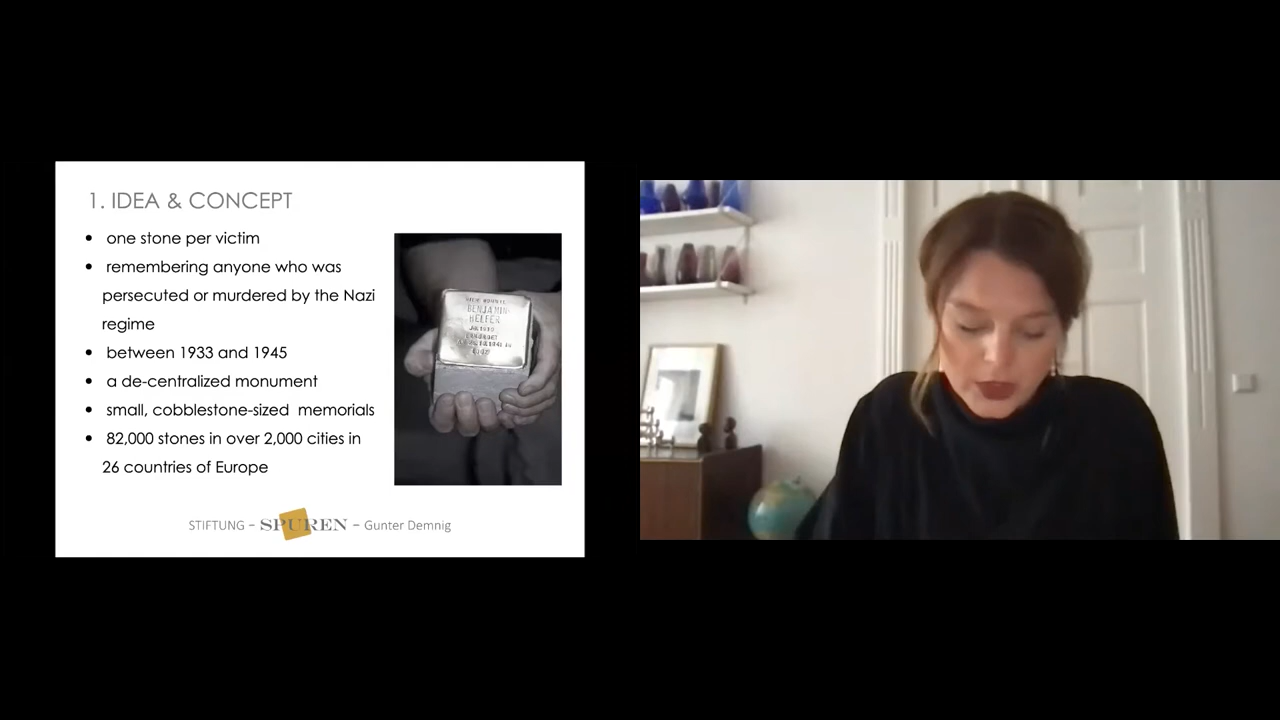 1. IDEA & CONCEPT
• one stone per victim
• remembering anyone who was
persecuted or murdered by the Nazi
regime
• between 1933 and 1945
• a de-centralized monument
• small, cobblestone-sized memorials
• 82,000 stones in over 2,000 cities in
26 countries of Europe
BENJAMIN
HELFER
STIFTUNG – SPUREN – Gunter Demnig